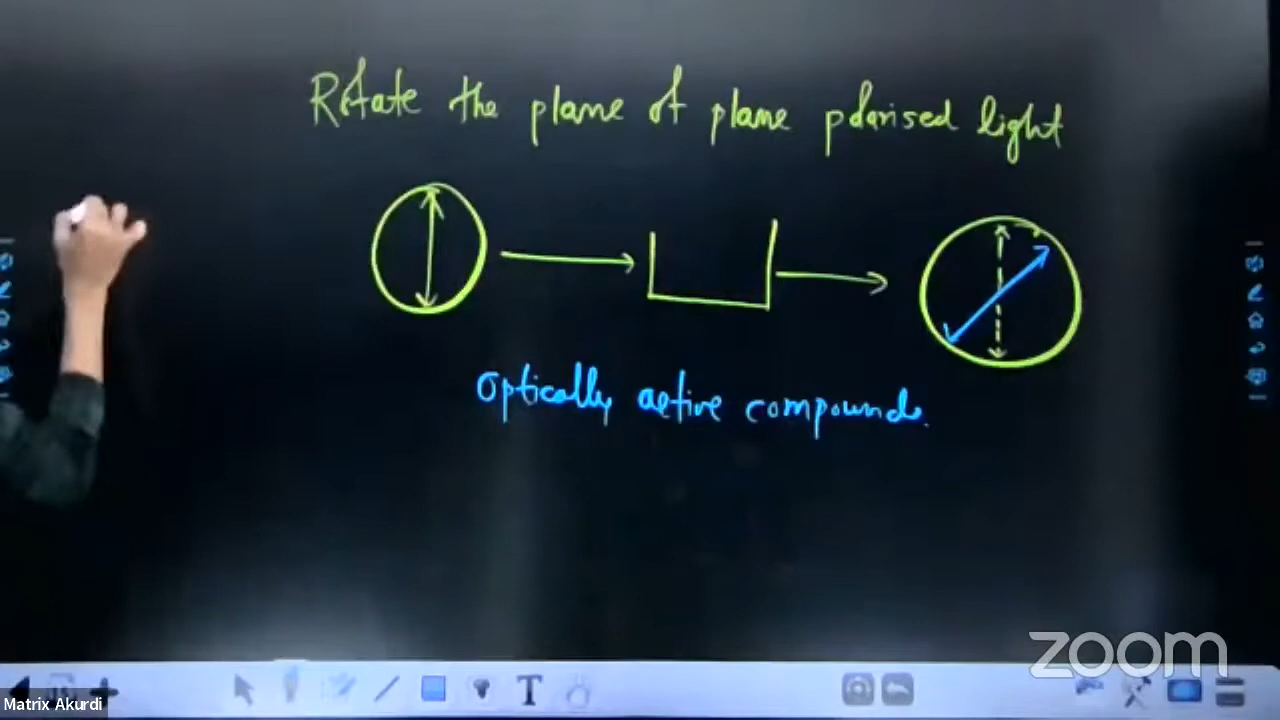 Rotate the plane of plane polarised light
optically active compounds.
zoom
T
Matrix Akurdi